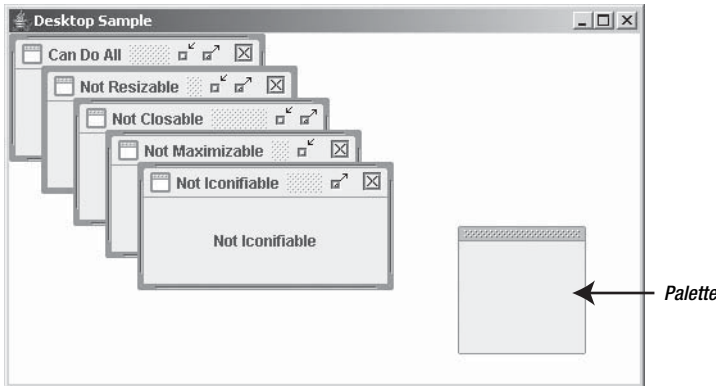 Desktop Sample
Can Do All
Not Resizable
Not Closable
Not Maximizable
Not Iconifiable
Not Iconifiable
Palette